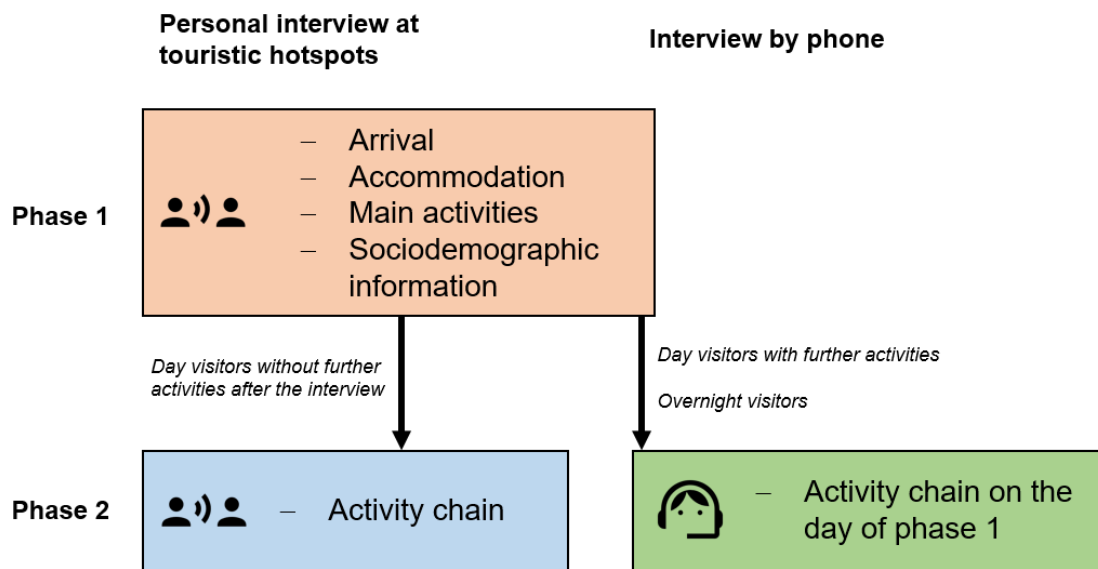 Personal interview at
touristic hotspots
Interview by phone
Phase 1
– Arrival
– Accommodation
– Main activities
– Sociodemographic
information
Day visitors without further
activities after the interview
Day visitors with further activities
Overnight visitors
Phase 2
– Activity chain
– Activity chain on the
day of phase 1